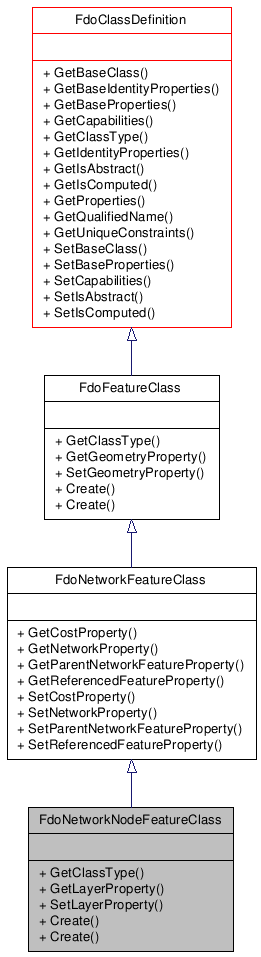 FdoClassDefinition
+ GetBaseClass()
+ GetBaseIdentityProperties()
+ GetBaseProperties()
+ GetCapabilities()
+ GetClassType()
+ GetIdentityProperties()
+ GetIsAbstract()
+ GetIsComputed()
+ GetProperties()
+ GetQualifiedName()
+ GetUniqueConstraints()
+ SetBaseClass()
+ SetBaseProperties()
+ SetCapabilities()
+ SetIsAbstract()
+ SetIsComputed()
FdoFeatureClass
+ GetClassType()
+ GetGeometryProperty()
+ SetGeometryProperty()
+ Create()
+ Create()
FdoNetworkFeatureClass
+ GetCostProperty()
+ GetNetworkProperty()
+ GetParentNetworkFeatureProperty()
+ GetReferencedFeatureProperty()
+ SetCostProperty()
+ SetNetworkProperty()
+ SetParentNetworkFeatureProperty()
+ SetReferencedFeatureProperty()
FdoNetworkNodeFeatureClass
+ GetClassType()
+ GetLayerProperty()
+ SetLayerProperty()
+ Create()
+ Create()